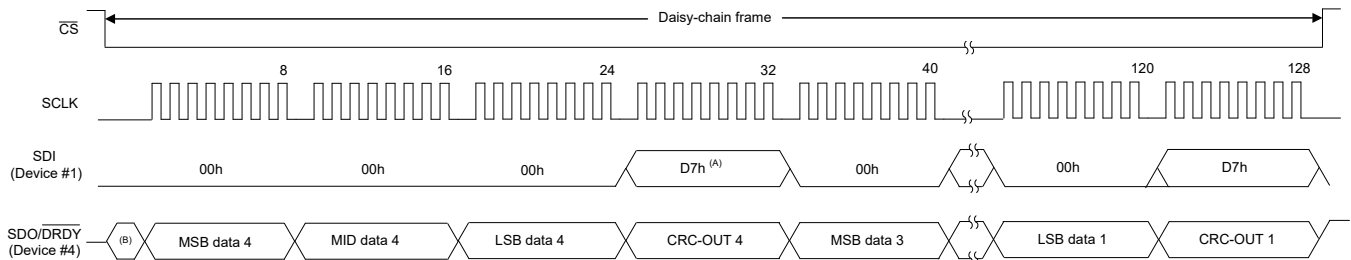 Daisy-chain frame
CS
8 16 24 32 40 120 128
SCLK
SDI
(Device #1)
00h 00h 00h D7h (A) 00h 00h D7h
SDO/DRDY
(Device #4)
(B) MSB data 4 MID data 4 LSB data 4 CRC-OUT 4 MSB data 3 LSB data 1 CRC-OUT 1